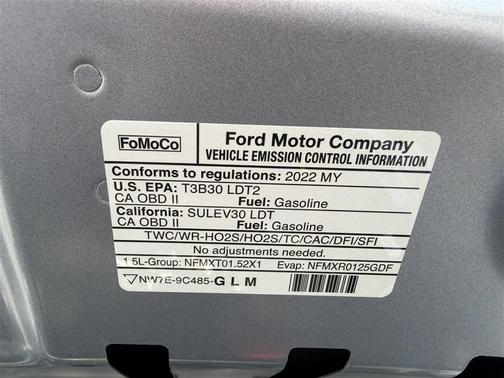 FoMoCo
Ford Motor Company
VEHICLE EMISSION CONTROL INFORMATION
Conforms to regulations: 2022 MY
U.S. EPA: T3B30 LDT2
CA OBD II Fuel: Gasoline
California: SULEV30 LDT
CA OBD II Fuel: Gasoline
TWC/WR-HO2S/HO2S/TC/CAC/DFI/SFI
No adjustments needed.
1.5L-Group: NFMXT01.52X1 Evap: NFMXR0125GDF
NW7E-9C485-GLM